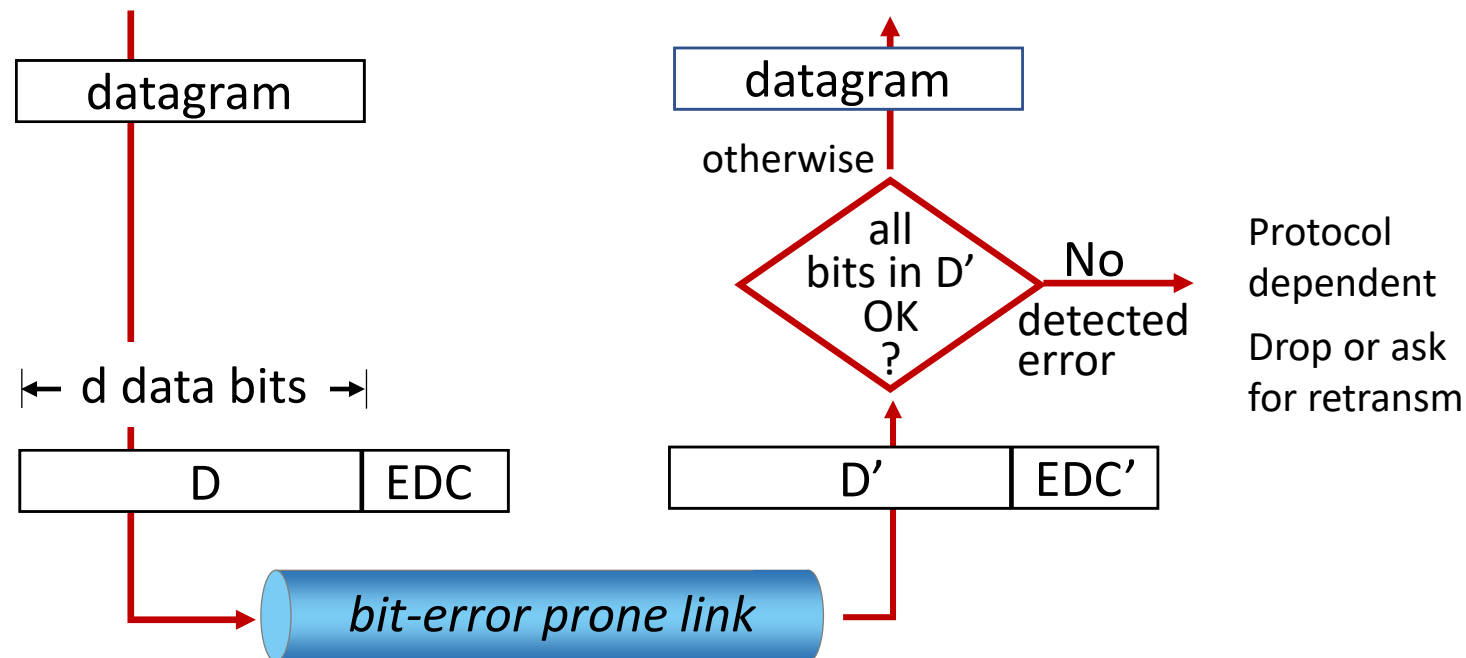 datagram
d data bits
D EDC
bit-error prone link
D’ EDC’
all
bits in D’
OK
?
otherwise
datagram
No
detected
error
Protocol
dependent
Drop or ask
for retransm